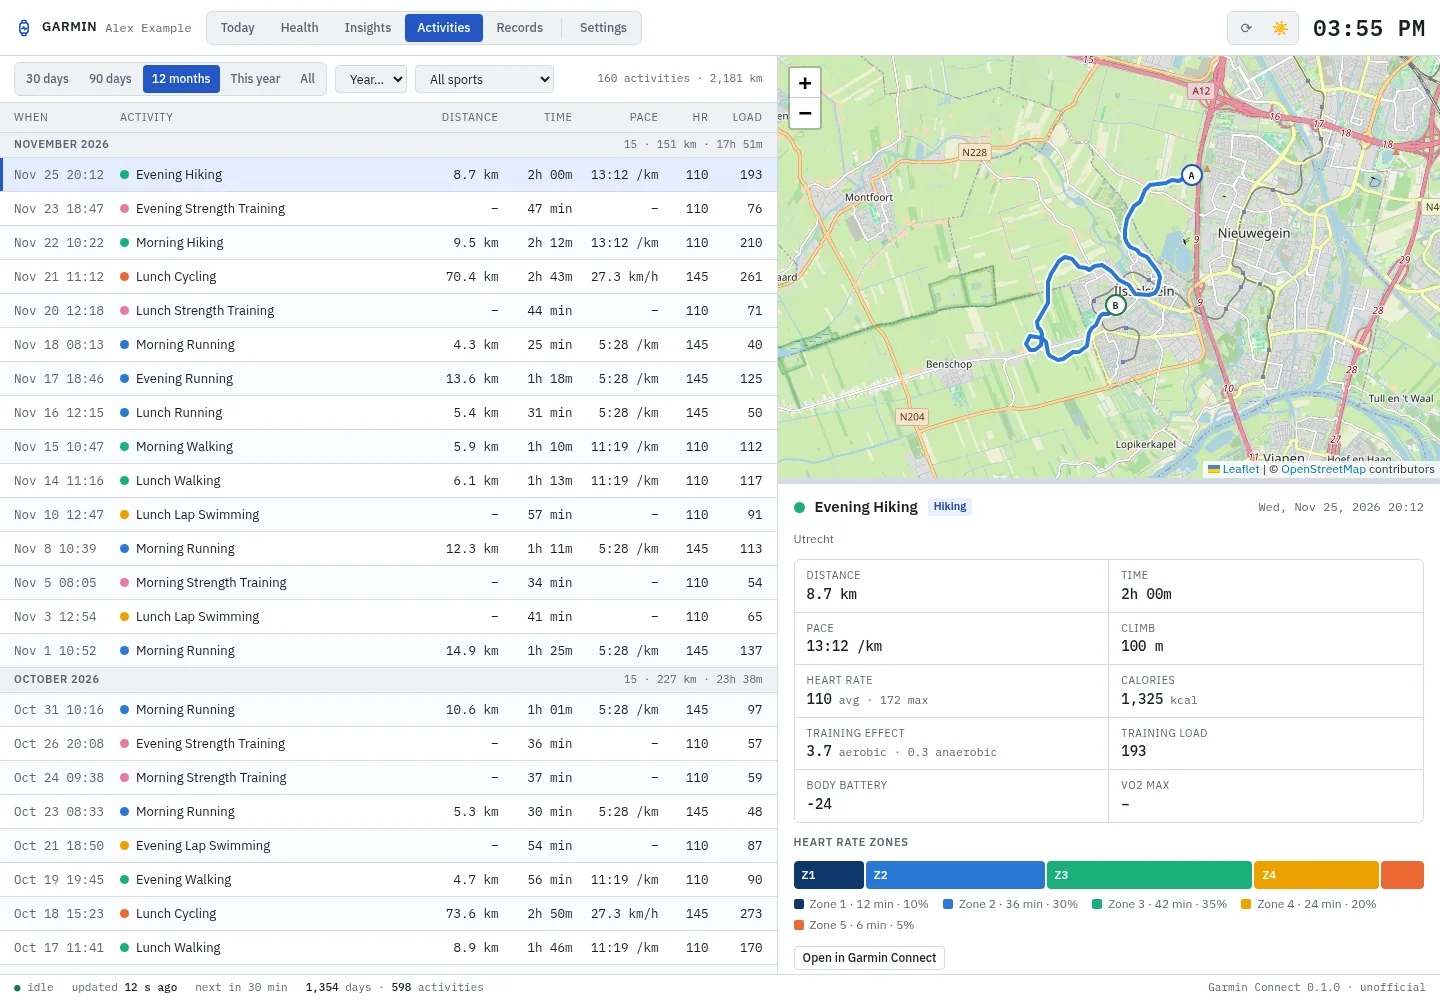 GARMIN Alex Example Today Health Insights Activities Records Settings 03:55 PM
30 days 90 days 12 months This year All Year... All sports 160 activities · 2,181 km
WHEN ACTIVITY DISTANCE TIME PACE HR LOAD
NOVEMBER 2026 15 · 151 km · 17h 51m
Nov 25 20:12 Evening Hiking 8.7 km 2h 00m 13:12 /km 110 193
Nov 23 18:47 Evening Strength Training – 47 min – 110 76
Nov 22 10:22 Morning Hiking 9.5 km 2h 12m 13:12 /km 110 210
Nov 21 11:12 Lunch Cycling 70.4 km 2h 43m 27.3 km/h 145 261
Nov 20 12:18 Lunch Strength Training – 44 min – 110 71
Nov 18 08:13 Morning Running 4.3 km 25 min 5:28 /km 145 40
Nov 17 18:46 Evening Running 13.6 km 1h 18m 5:28 /km 145 125
Nov 16 12:15 Lunch Running 5.4 km 31 min 5:28 /km 145 50
Nov 15 10:47 Morning Walking 5.9 km 1h 10m 11:19 /km 110 112
Nov 14 11:16 Lunch Walking 6.1 km 1h 13m 11:19 /km 110 117
Nov 10 12:47 Lunch Lap Swimming – 57 min – 110 91
Nov 8 10:39 Morning Running 12.3 km 1h 11m 5:28 /km 145 113
Nov 5 08:05 Morning Strength Training – 34 min – 110 54
Nov 3 12:54 Lunch Lap Swimming – 41 min – 110 65
Nov 1 10:52 Morning Running 14.9 km 1h 25m 5:28 /km 145 137
OCTOBER 2026 15 · 227 km · 23h 38m
Oct 31 10:16 Morning Running 10.6 km 1h 01m 5:28 /km 145 97
Oct 26 20:08 Evening Strength Training – 36 min – 110 57
Oct 24 09:38 Morning Strength Training – 37 min – 110 59
Oct 23 08:33 Morning Running 5.3 km 30 min 5:28 /km 145 48
Oct 21 18:50 Evening Lap Swimming – 54 min – 110 87
Oct 19 19:45 Evening Walking 4.7 km 56 min 11:19 /km 110 90
Oct 18 15:23 Lunch Cycling 73.6 km 2h 50m 27.3 km/h 145 273
Oct 17 11:41 Lunch Walking 8.9 km 1h 46m 11:19 /km 110 170
+
−
15
A12
16
17
18
18
N228
A
Montfoort
N4
Nieuwegein
9
29
aard
B
9
28
Benschop
28
10
Tull en 't Waal
N204
Lopikerkapel
27
11
Vianen
Hoef en Haag
Leaflet | © OpenStreetMap contributors
Evening Hiking Hiking Wed, Nov 25, 2026 20:12
Utrecht
DISTANCE TIME
8.7 km 2h 00m
PACE CLIMB
13:12 /km 100 m
HEART RATE CALORIES
110 avg · 172 max 1,325 kcal
TRAINING EFFECT TRAINING LOAD
3.7 aerobic · 0.3 anaerobic 193
BODY BATTERY VO2 MAX
-24 –
HEART RATE ZONES
Z1 Z2 Z3 Z4
Zone 1 · 12 min · 10% Zone 2 · 36 min · 30% Zone 3 · 42 min · 35% Zone 4 · 24 min · 20%
Zone 5 · 6 min · 5%
Open in Garmin Connect
idle updated 12 s ago next in 30 min 1,354 days · 598 activities Garmin Connect 0.1.0 · unofficial